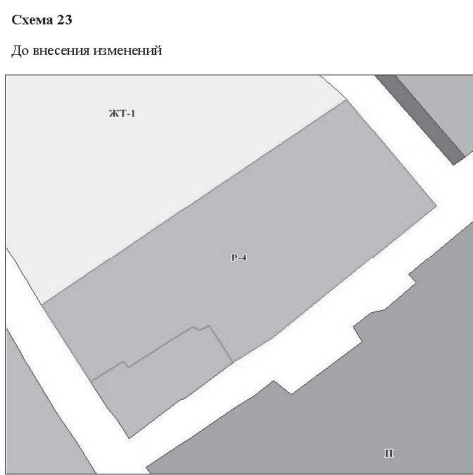 Схема 23
До внесения изменений
ЖТ-1
Р-4
П